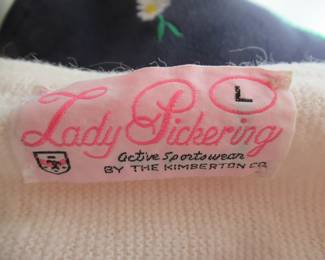 L
Lady Pickering
active sportswear
BY THE KIMBERTON CO.